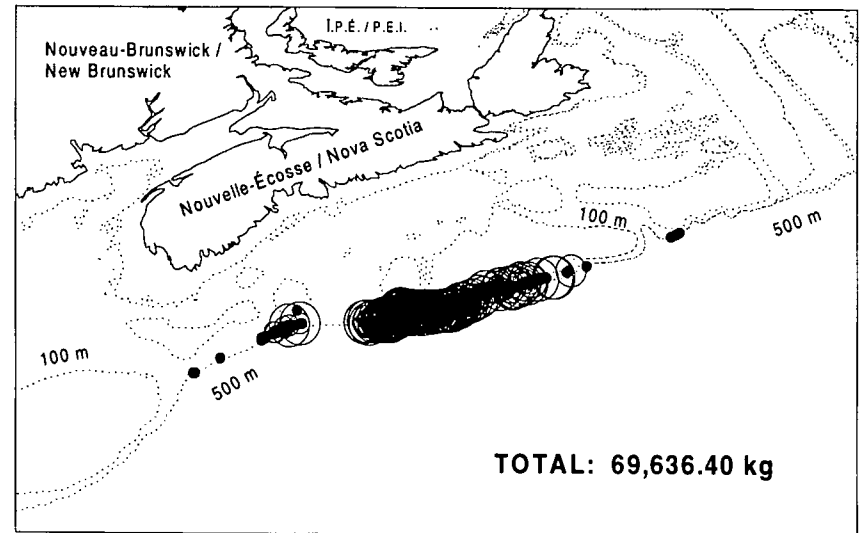 I.P.É. / P.E.I.
Nouveau-Brunswick /
New Brunswick
Nouvelle-Écosse / Nova Scotia
100 m
500 m
100 m
500 m
TOTAL: 69,636.40 kg